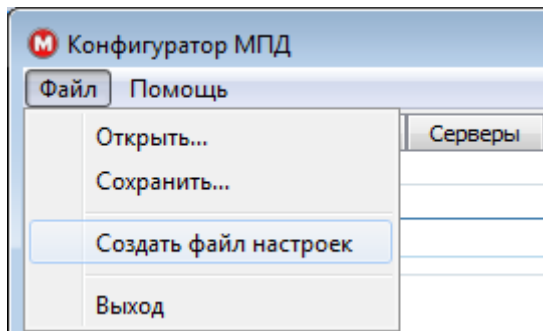 М Конфигуратор МПД
Файл Помощь
Открыть... Серверы
Сохранить...
Создать файл настроек
Выход